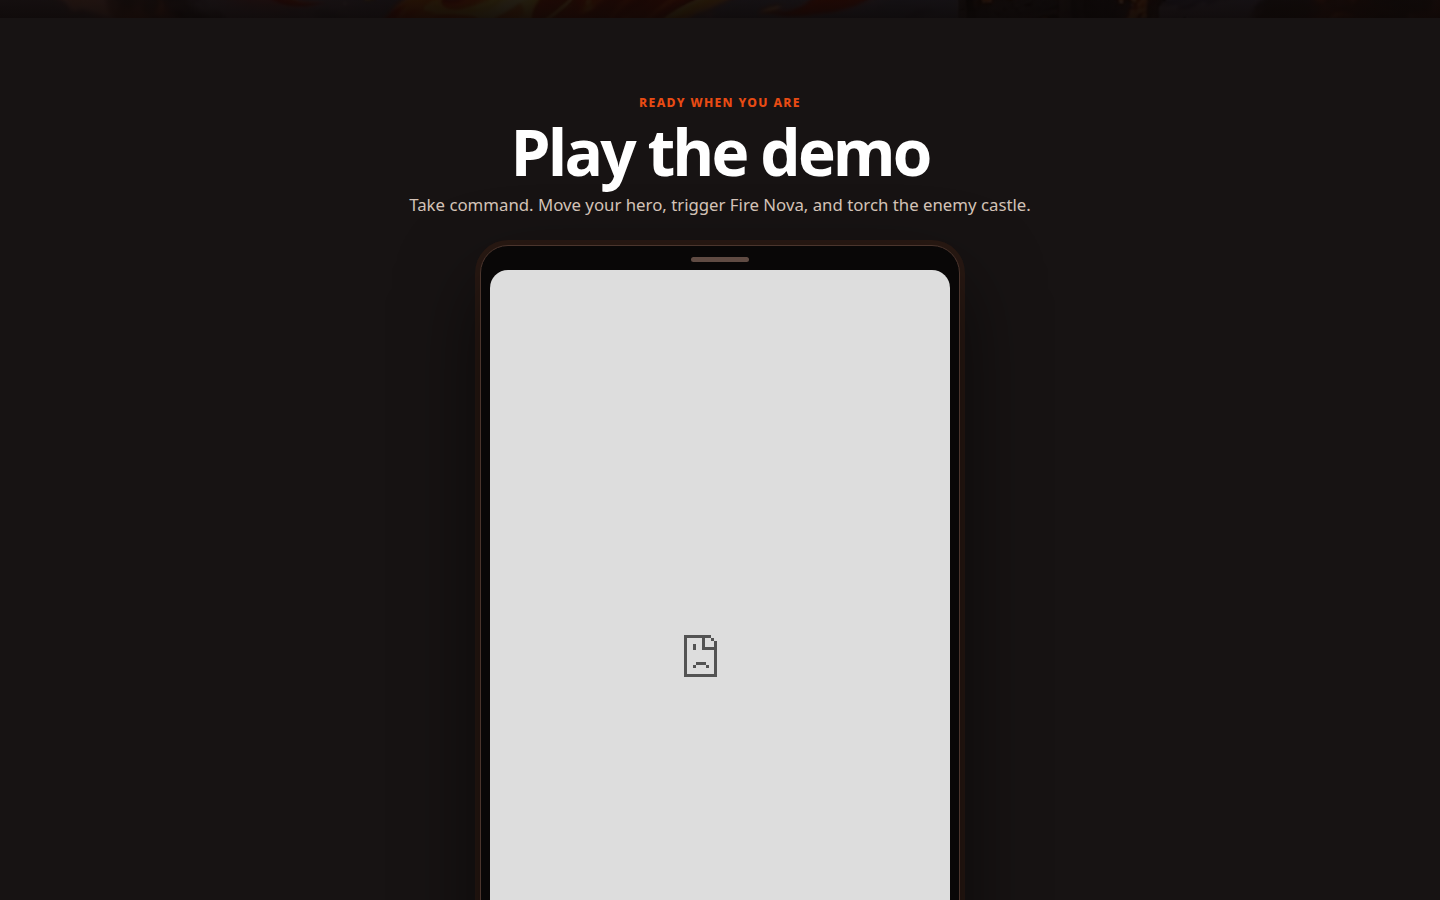 READY WHEN YOU ARE
Play the demo
Take command. Move your hero, trigger Fire Nova, and torch the enemy castle.